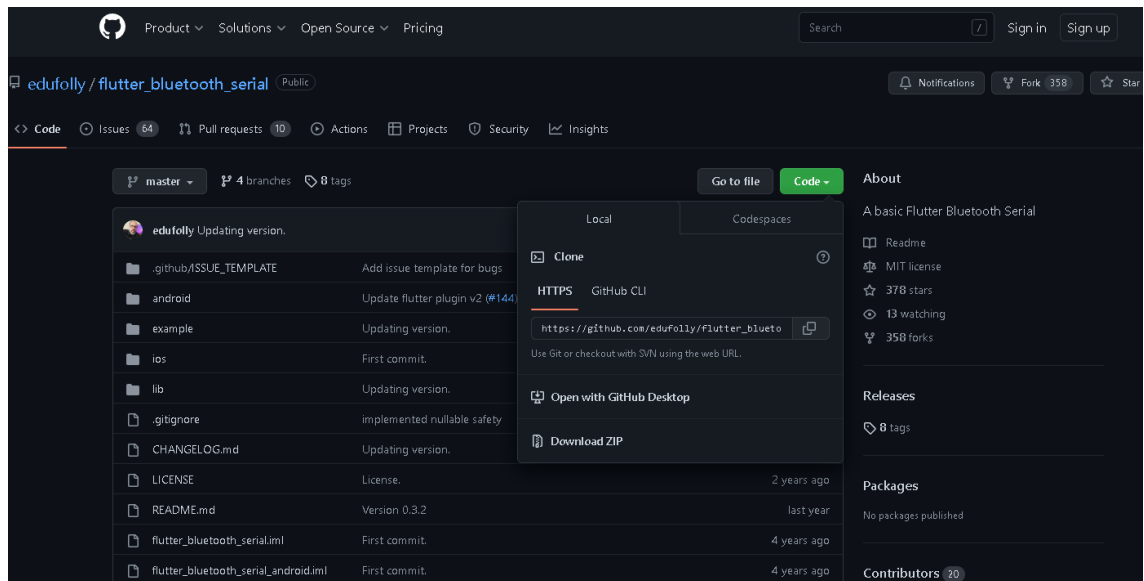 Product Solutions Open Source Pricing Search / Sign in Sign up
edufolly / flutter_bluetooth_serial Public Notifications Fork 358 Star
Code Issues 64 Pull requests 10 Actions Projects Security Insights
master 4 branches 8 tags Go to file Code
edufolly Updating version.
.github/ISSUE_TEMPLATE Add issue template for bugs
android Update flutter plugin v2 (#144)
example Updating version.
ios First commit.
lib Updating version.
.gitignore implemented nullable safety
CHANGELOG.md Updating version.
LICENSE License. 2 years ago
README.md Version 0.3.2 last year
flutter_bluetooth_serial.iml First commit. 4 years ago
flutter_bluetooth_serial_android.iml First commit. 4 years ago
Local Codespaces
Clone
HTTPS GitHub CLI
https://github.com/edufolly/flutter_blueto
Use Git or checkout with SVN using the web URL.
Open with GitHub Desktop
Download ZIP
About
A basic Flutter Bluetooth Serial
Readme
MIT license
378 stars
13 watching
358 forks
Releases
8 tags
Packages
No packages published
Contributors 20